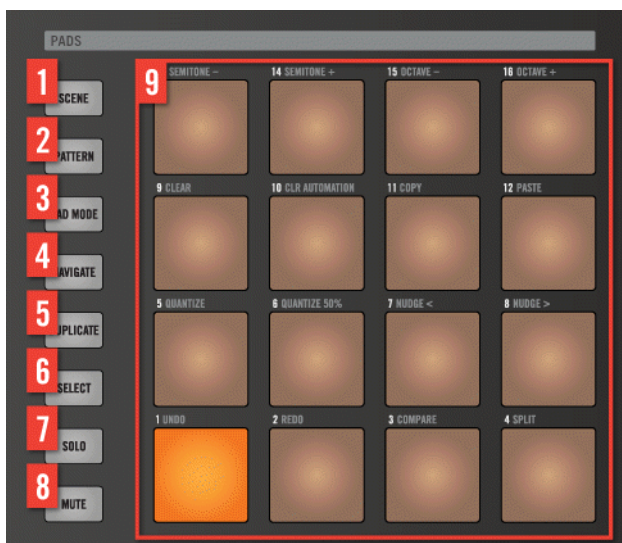 PADS
1
SCENE
2
PATTERN
3
AD MODE
4
AVIGATE
5
UPLICATE
6
SELECT
7
SOLO
8
MUTE
9
SEMITONE –
14 SEMITONE +
15 OCTAVE –
16 OCTAVE +
9 CLEAR
10 CLR AUTOMATION
11 COPY
12 PASTE
5 QUANTIZE
6 QUANTIZE 50%
7 NUDGE <
8 NUDGE >
1 UNDO
2 REDO
3 COMPARE
4 SPLIT